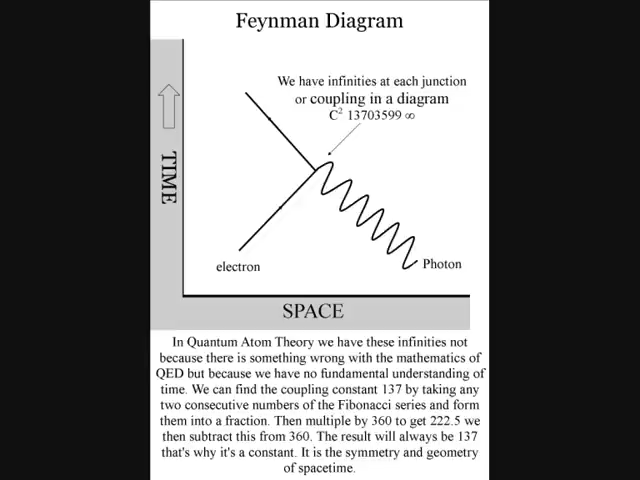 Feynman Diagram
We have infinities at each junction
or coupling in a diagram
C² 13703599 ∞
TIME
electron
Photon
SPACE
In Quantum Atom Theory we have these infinities not
because there is something wrong with the mathematics of
QED but because we have no fundamental understanding of
time. We can find the coupling constant 137 by taking any
two consecutive numbers of the Fibonacci series and form
them into a fraction. Then multiple by 360 to get 222.5 we
then subtract this from 360. The result will always be 137
that's why it's a constant. It is the symmetry and geometry
of spacetime.